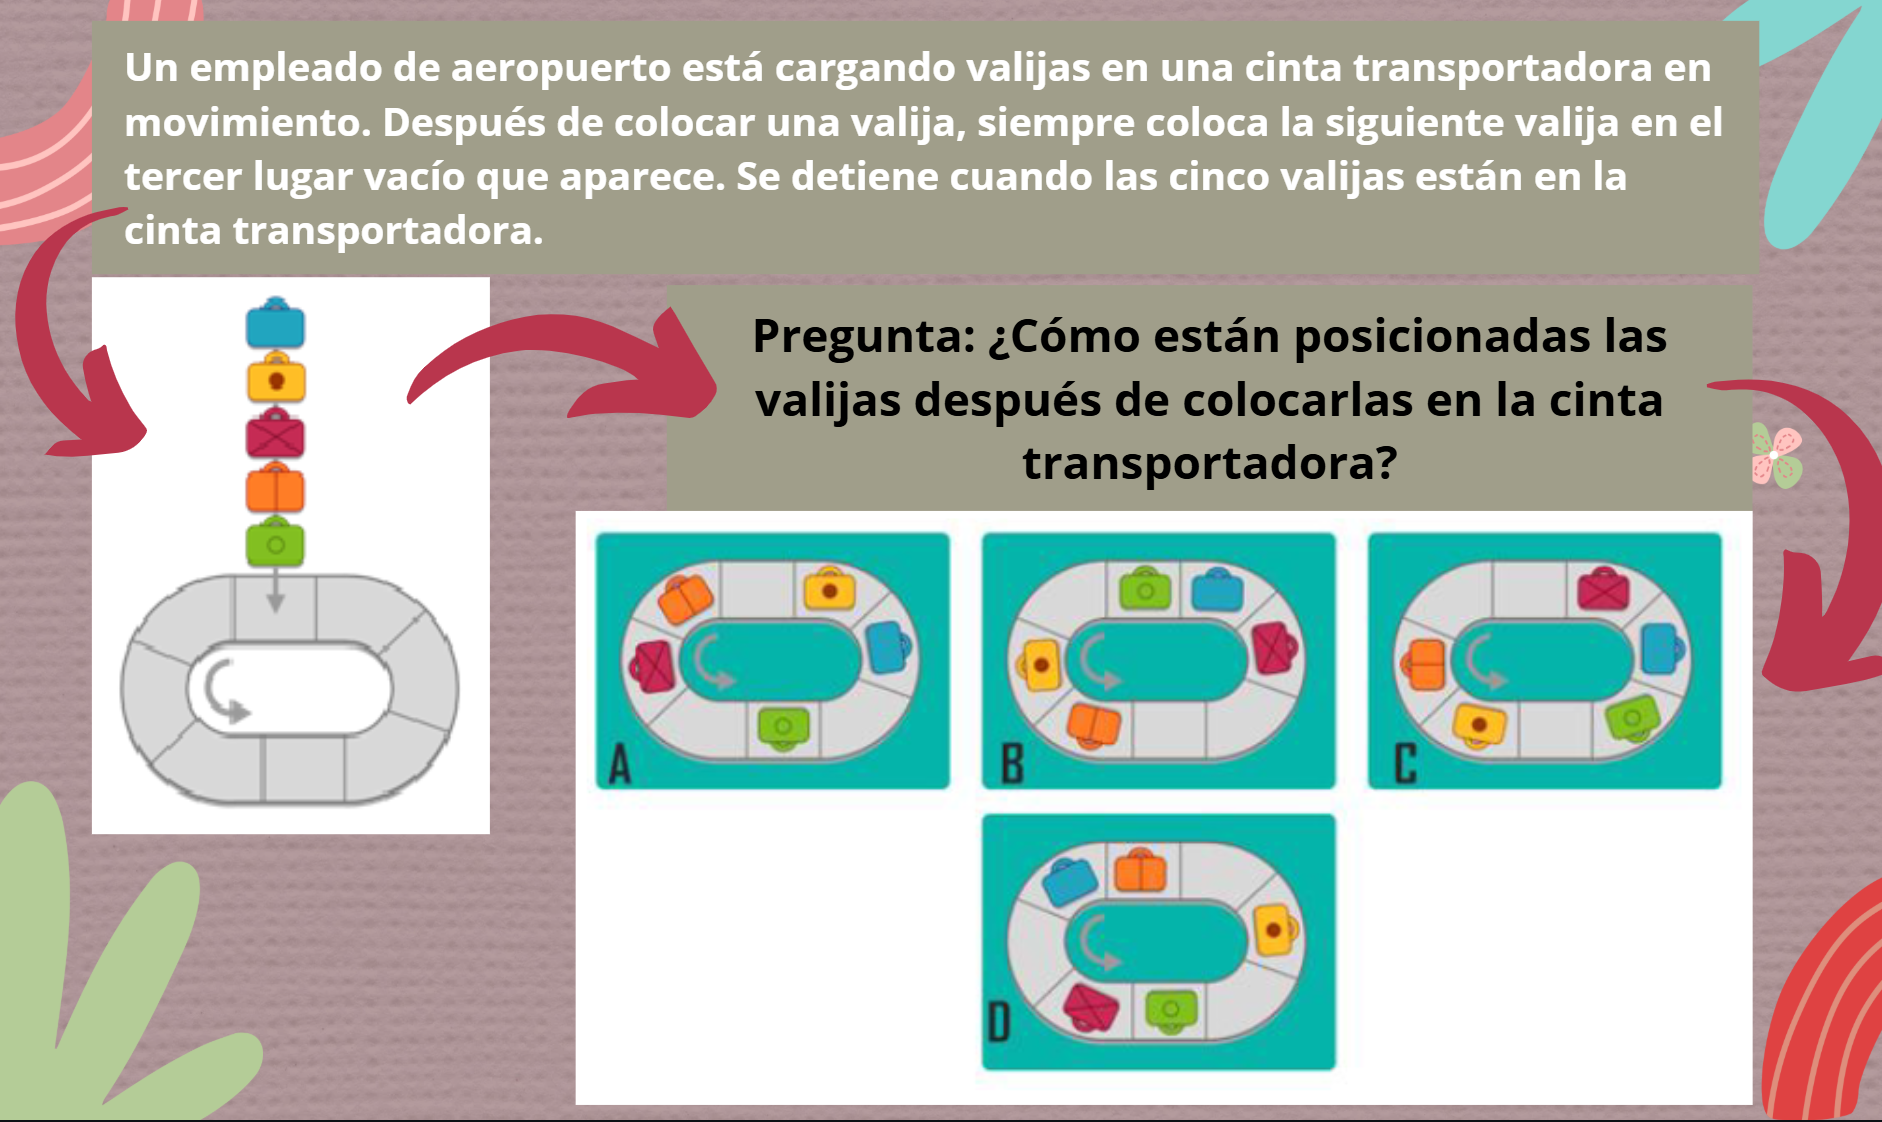 Un empleado de aeropuerto está cargando valijas en una cinta transportadora en
movimiento. Después de colocar una valija, siempre coloca la siguiente valija en el
tercer lugar vacío que aparece. Se detiene cuando las cinco valijas están en la
cinta transportadora.
Pregunta: ¿Cómo están posicionadas las
valijas después de colocarlas en la cinta
transportadora?
A
B
C
D